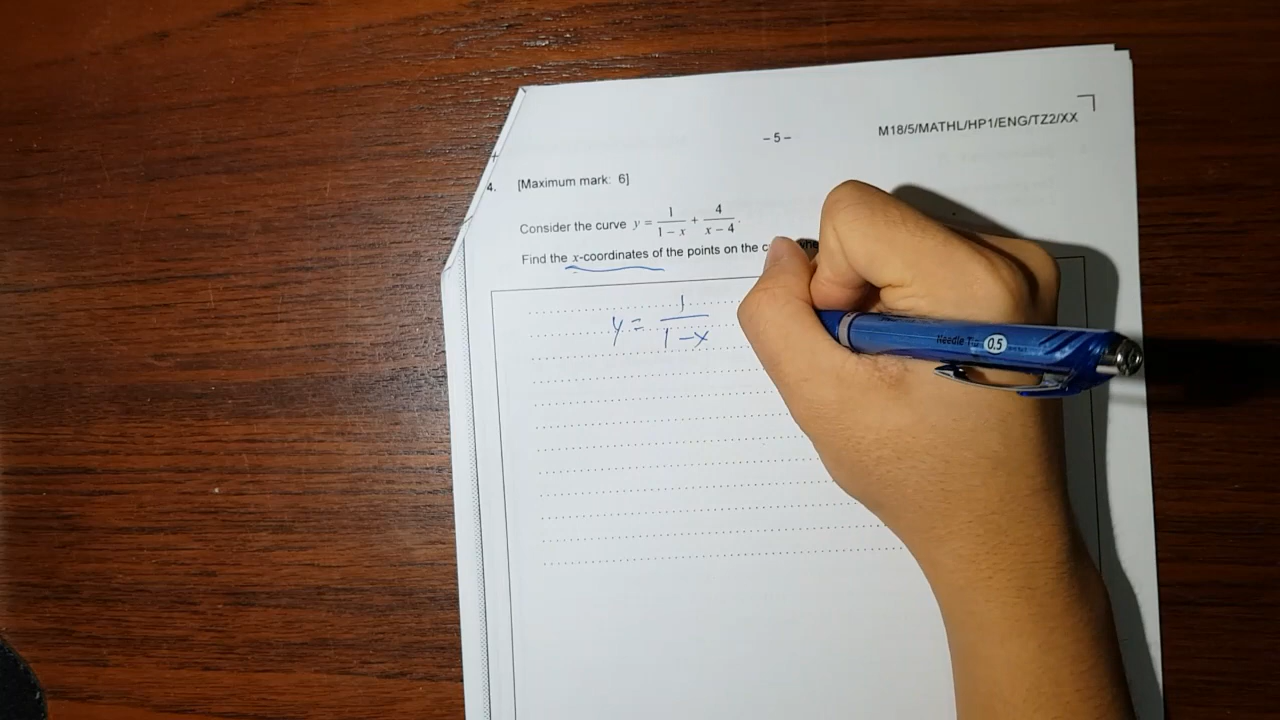 – 5 –
M18/5/MATHL/HP1/ENG/TZ2/XX
4. [Maximum mark: 6]
Consider the curve y = 1/(1 – x) + 4/(x – 4).
Find the x-coordinates of the points on the
y = 1/(1 – x)
Needle 0.5